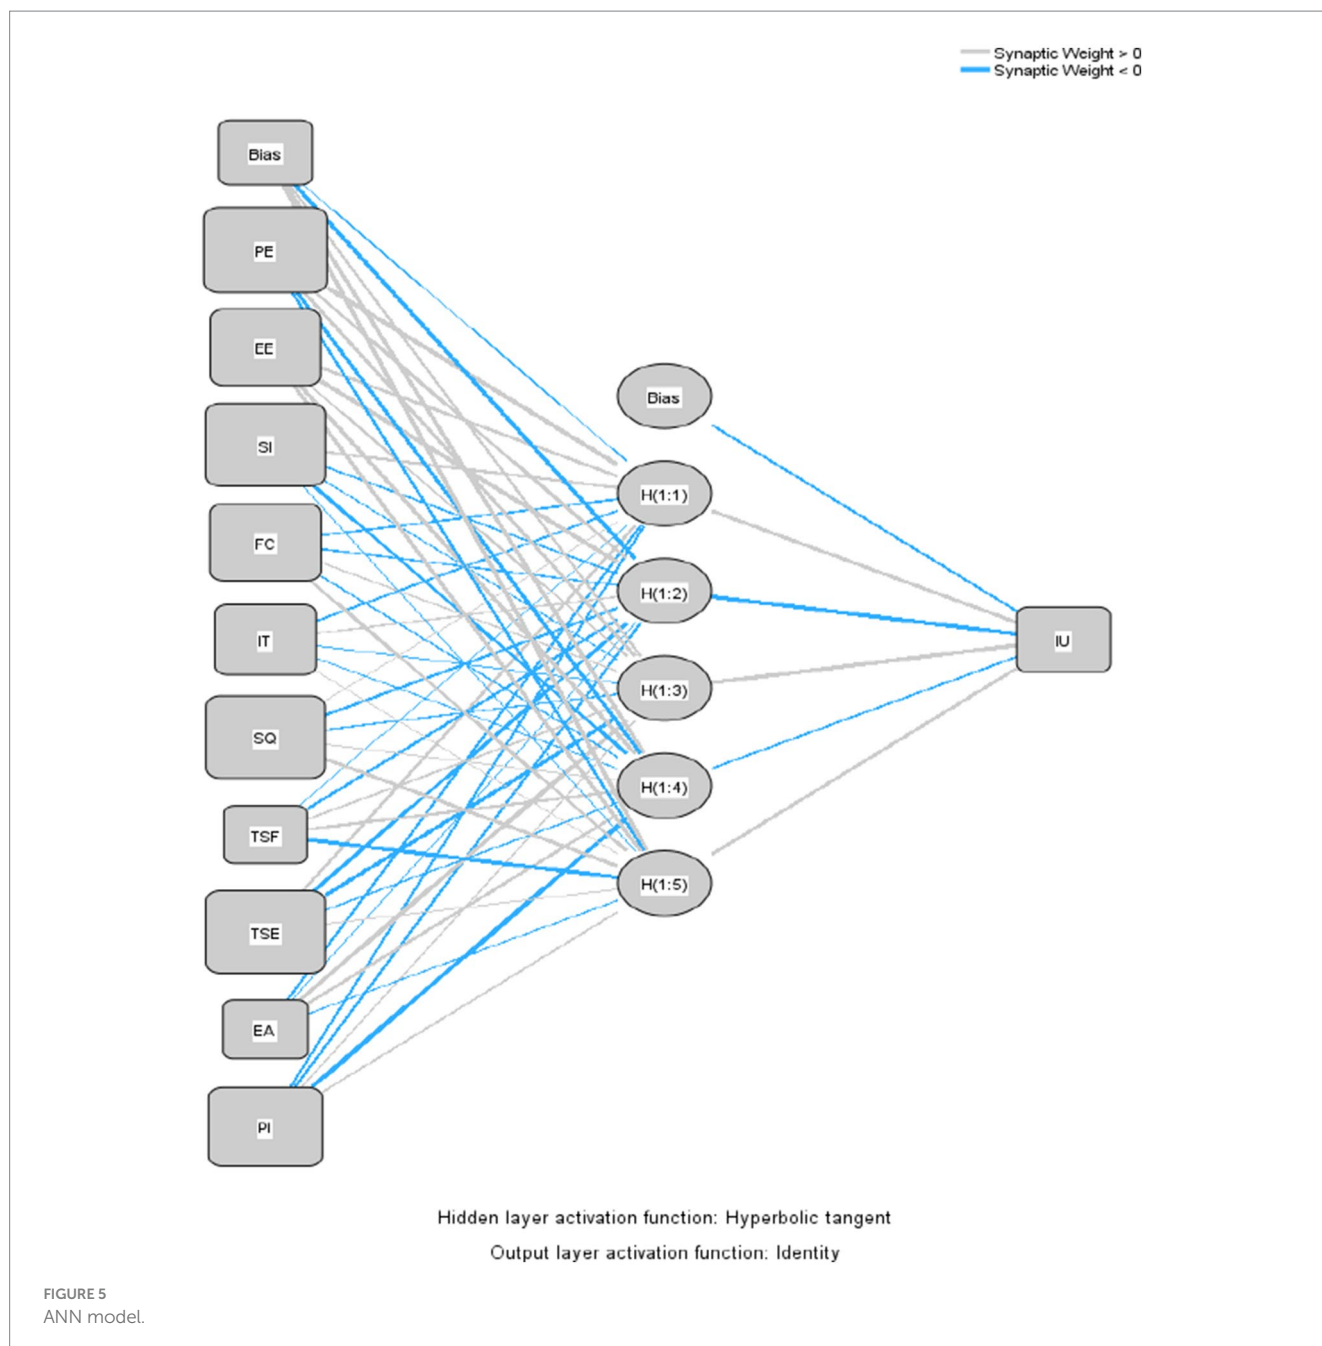 Synaptic Weight > 0
Synaptic Weight < 0
Bias
PE
EE
SI
FC
IT
SQ
TSF
TSE
EA
PI
Bias
H(1:1)
H(1:2)
H(1:3)
H(1:4)
H(1:5)
IU
Hidden layer activation function: Hyperbolic tangent
Output layer activation function: Identity
FIGURE 5
ANN model.